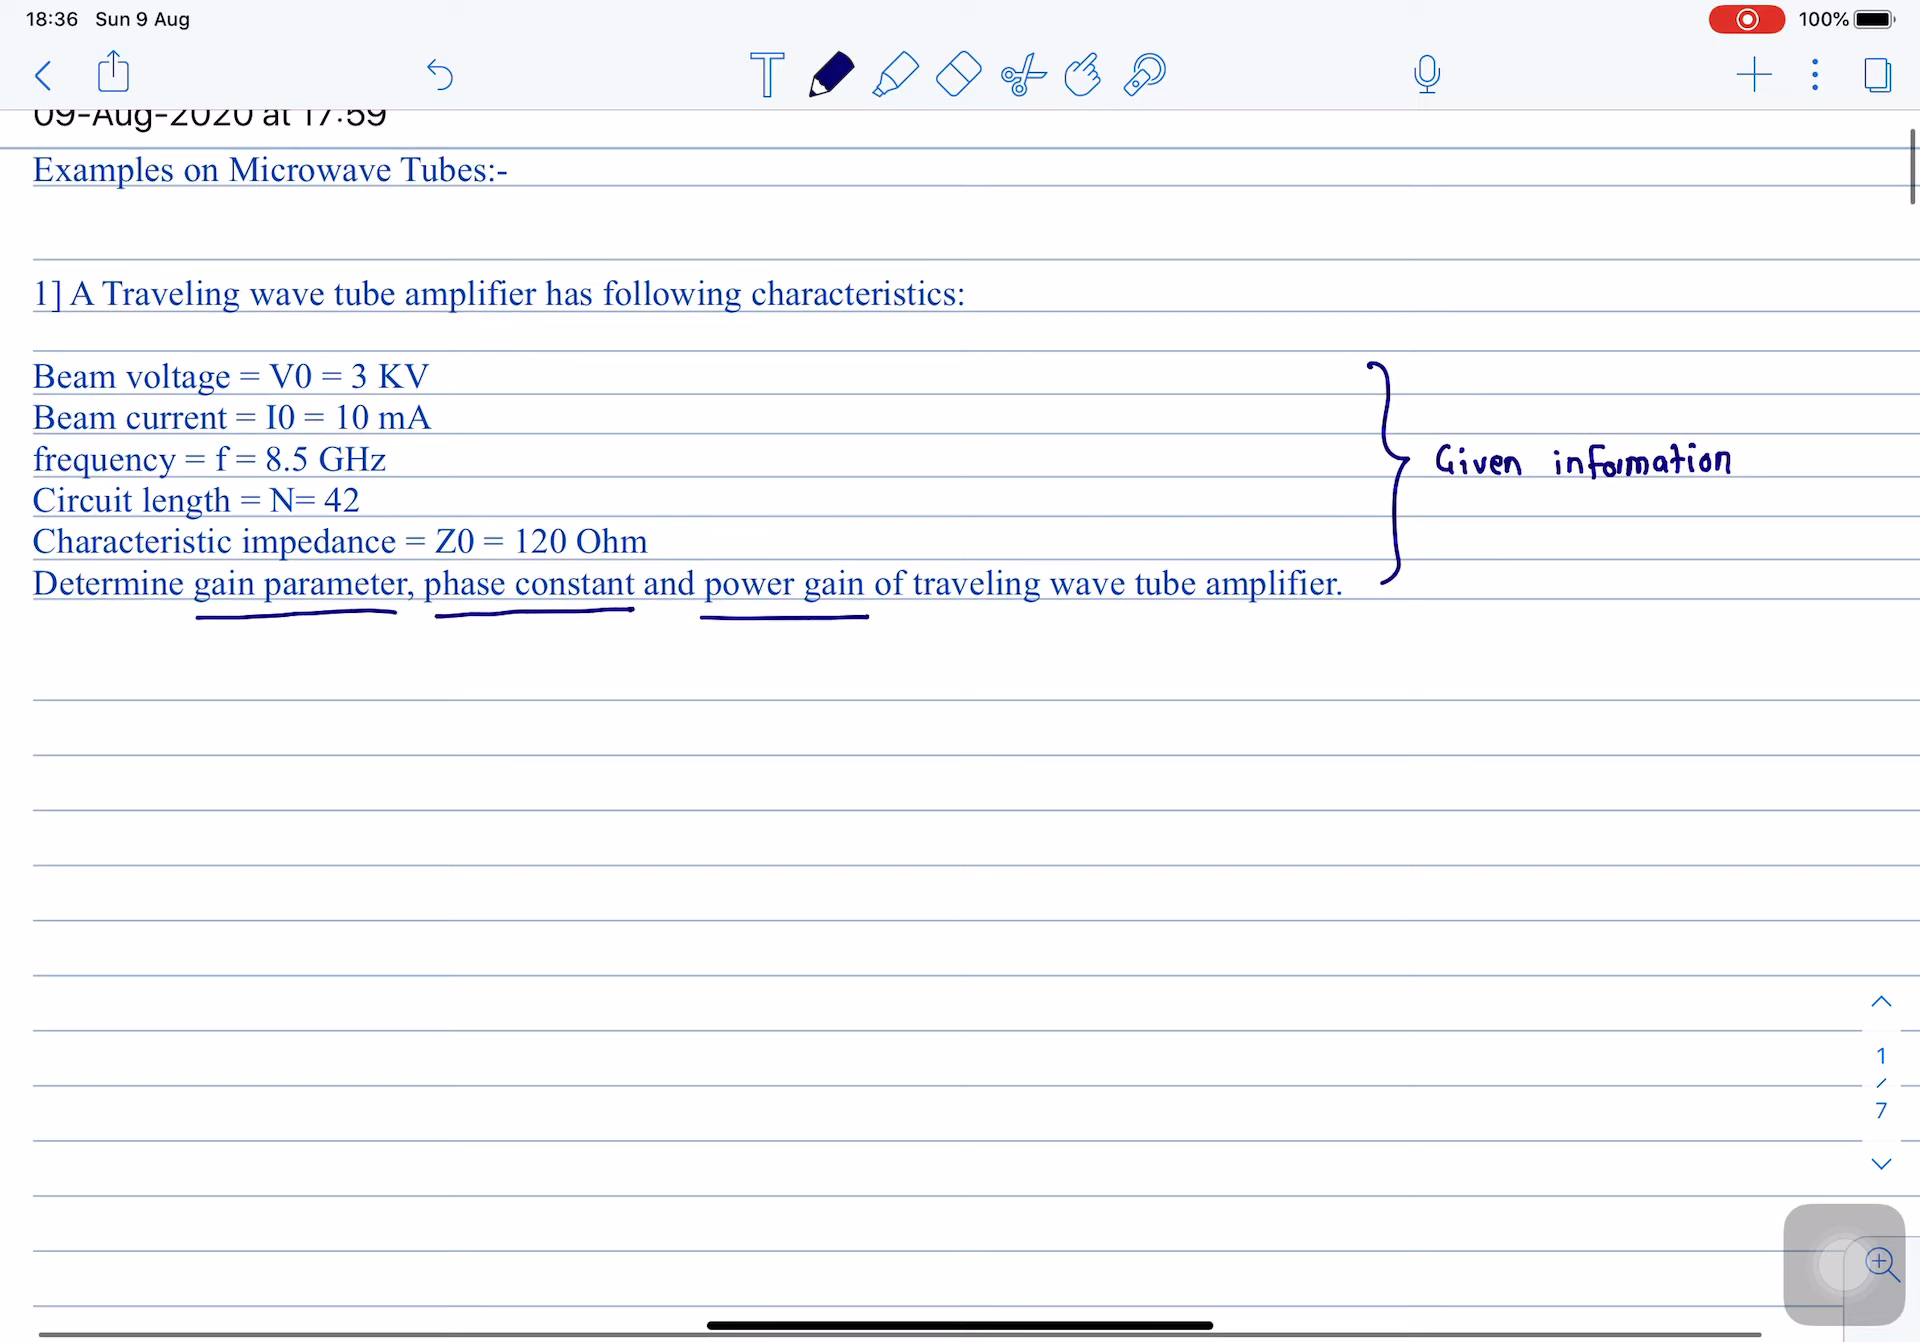 18:36 Sun 9 Aug
100%
09-Aug-2020 at 17:59
Examples on Microwave Tubes:-
1] A Traveling wave tube amplifier has following characteristics:
Beam voltage = V0 = 3 KV
Beam current = I0 = 10 mA
frequency = f = 8.5 GHz
Circuit length = N= 42
Characteristic impedance = Z0 = 120 Ohm
Determine gain parameter, phase constant and power gain of traveling wave tube amplifier.
Given information
1
/
7